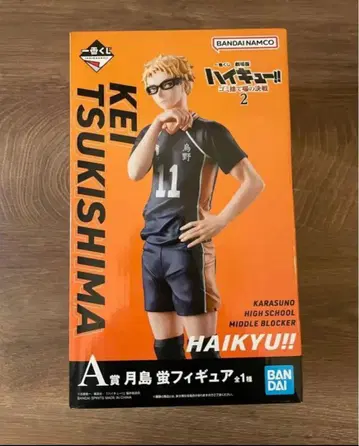 一番くじ
BANDAI NAMCO
一番くじ 劇場版
ハイキュー!!
ゴミ捨て場の決戦
2
KEI
TSUKISHIMA
烏野
11
KARASUNO
HIGH SCHOOL
MIDDLE BLOCKER
HAIKYU!!
A賞 月島 蛍フィギュア 全1種
BAN
DAI